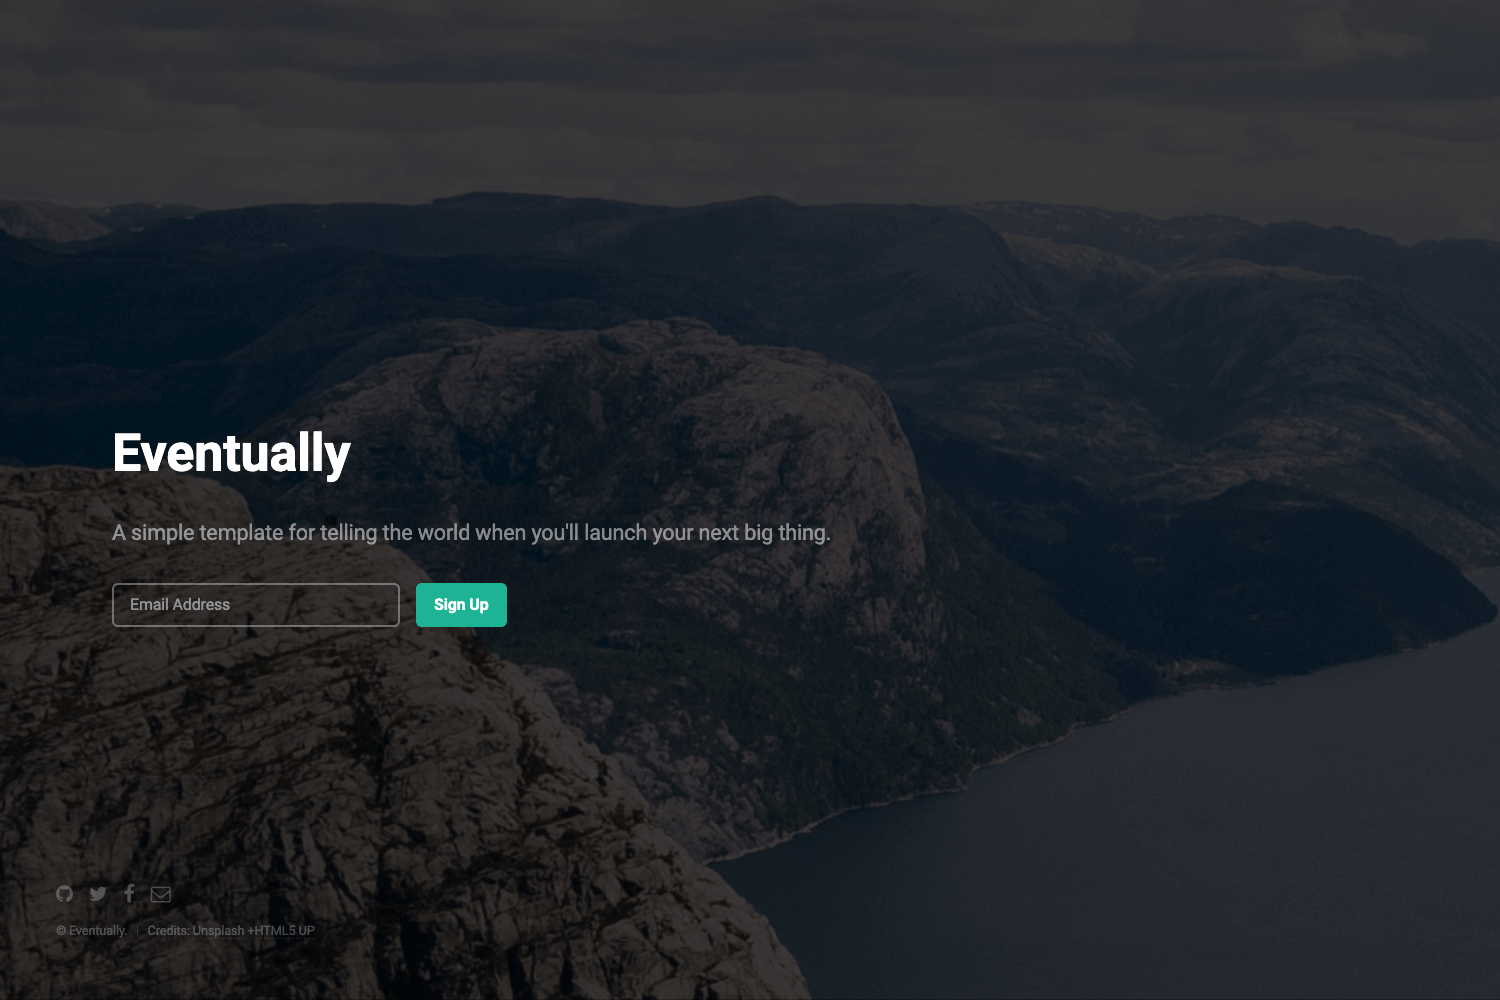 Eventually
A simple template for telling the world when you'll launch your next big thing.
Email Address
Sign Up
© Eventually. Credits: Unsplash +HTML5 UP